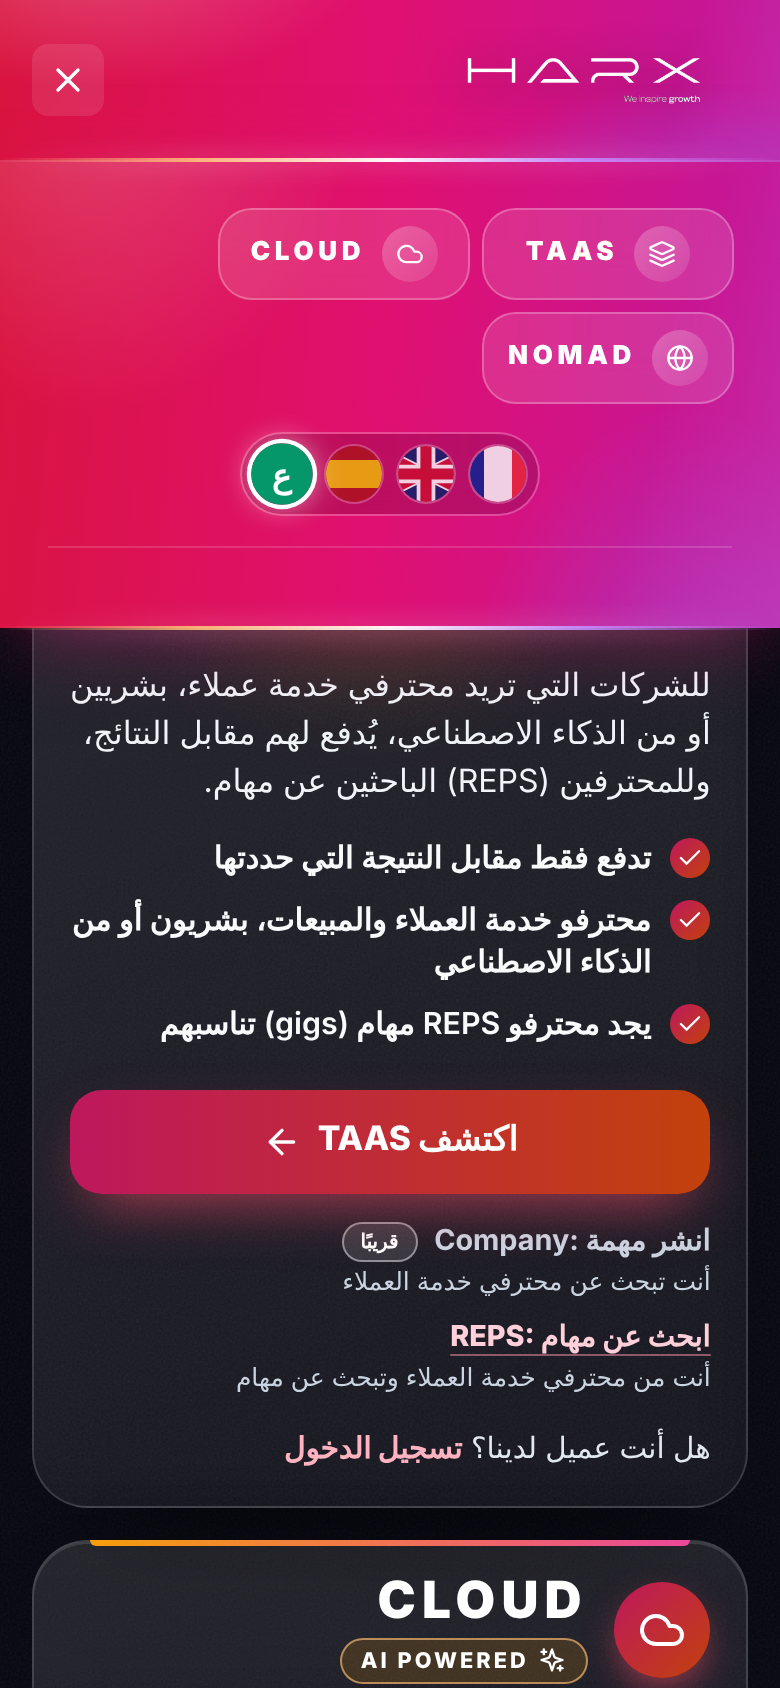 HARX
We inspire growth
TAAS
CLOUD
NOMAD
ع
للشركات التي تريد محترفي خدمة عملاء، بشريين
أو من الذكاء الاصطناعي، يُدفع لهم مقابل النتائج،
وللمحترفين (REPS) الباحثين عن مهام.
تدفع فقط مقابل النتيجة التي حددتها
محترفو خدمة العملاء والمبيعات، بشريون أو من
الذكاء الاصطناعي
يجد محترفو REPS مهام (gigs) تناسبهم
اكتشف TAAS
انشر مهمة :Company قريبًا
أنت تبحث عن محترفي خدمة العملاء
ابحث عن مهام :REPS
أنت من محترفي خدمة العملاء وتبحث عن مهام
هل أنت عميل لدينا؟ تسجيل الدخول
CLOUD
AI POWERED